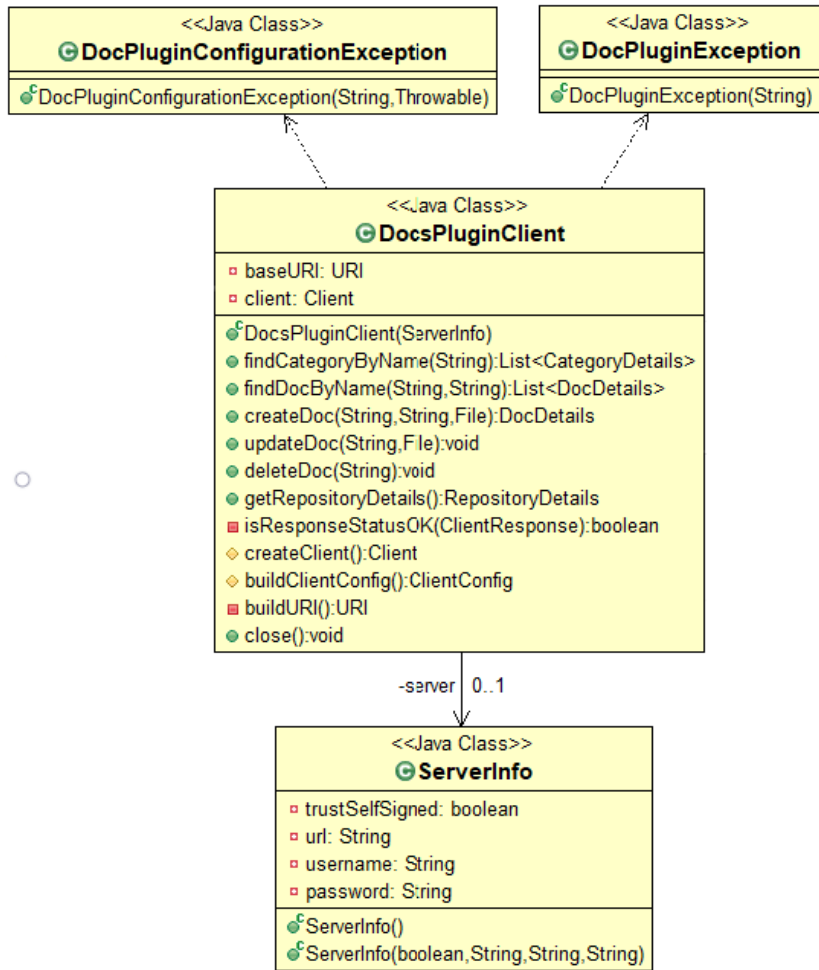 <<Java Class>>
DocPluginConfigurationException
DocPluginConfigurationException(String,Throwable)
<<Java Class>>
DocPluginException
DocPluginException(String)
<<Java Class>>
DocsPluginClient
baseURI: URI
client: Client
DocsPluginClient(ServerInfo)
findCategoryByName(String):List<CategoryDetails>
findDocByName(String,String):List<DocDetails>
createDoc(String,String,File):DocDetails
updateDoc(String,File):void
deleteDoc(String):void
getRepositoryDetails():RepositoryDetails
isResponseStatusOK(ClientResponse):boolean
createClient():Client
buildClientConfig():ClientConfig
buildURI():URI
close():void
-server 0..1
<<Java Class>>
ServerInfo
trustSelfSigned: boolean
url: String
username: String
password: String
ServerInfo()
ServerInfo(boolean,String,String,String)